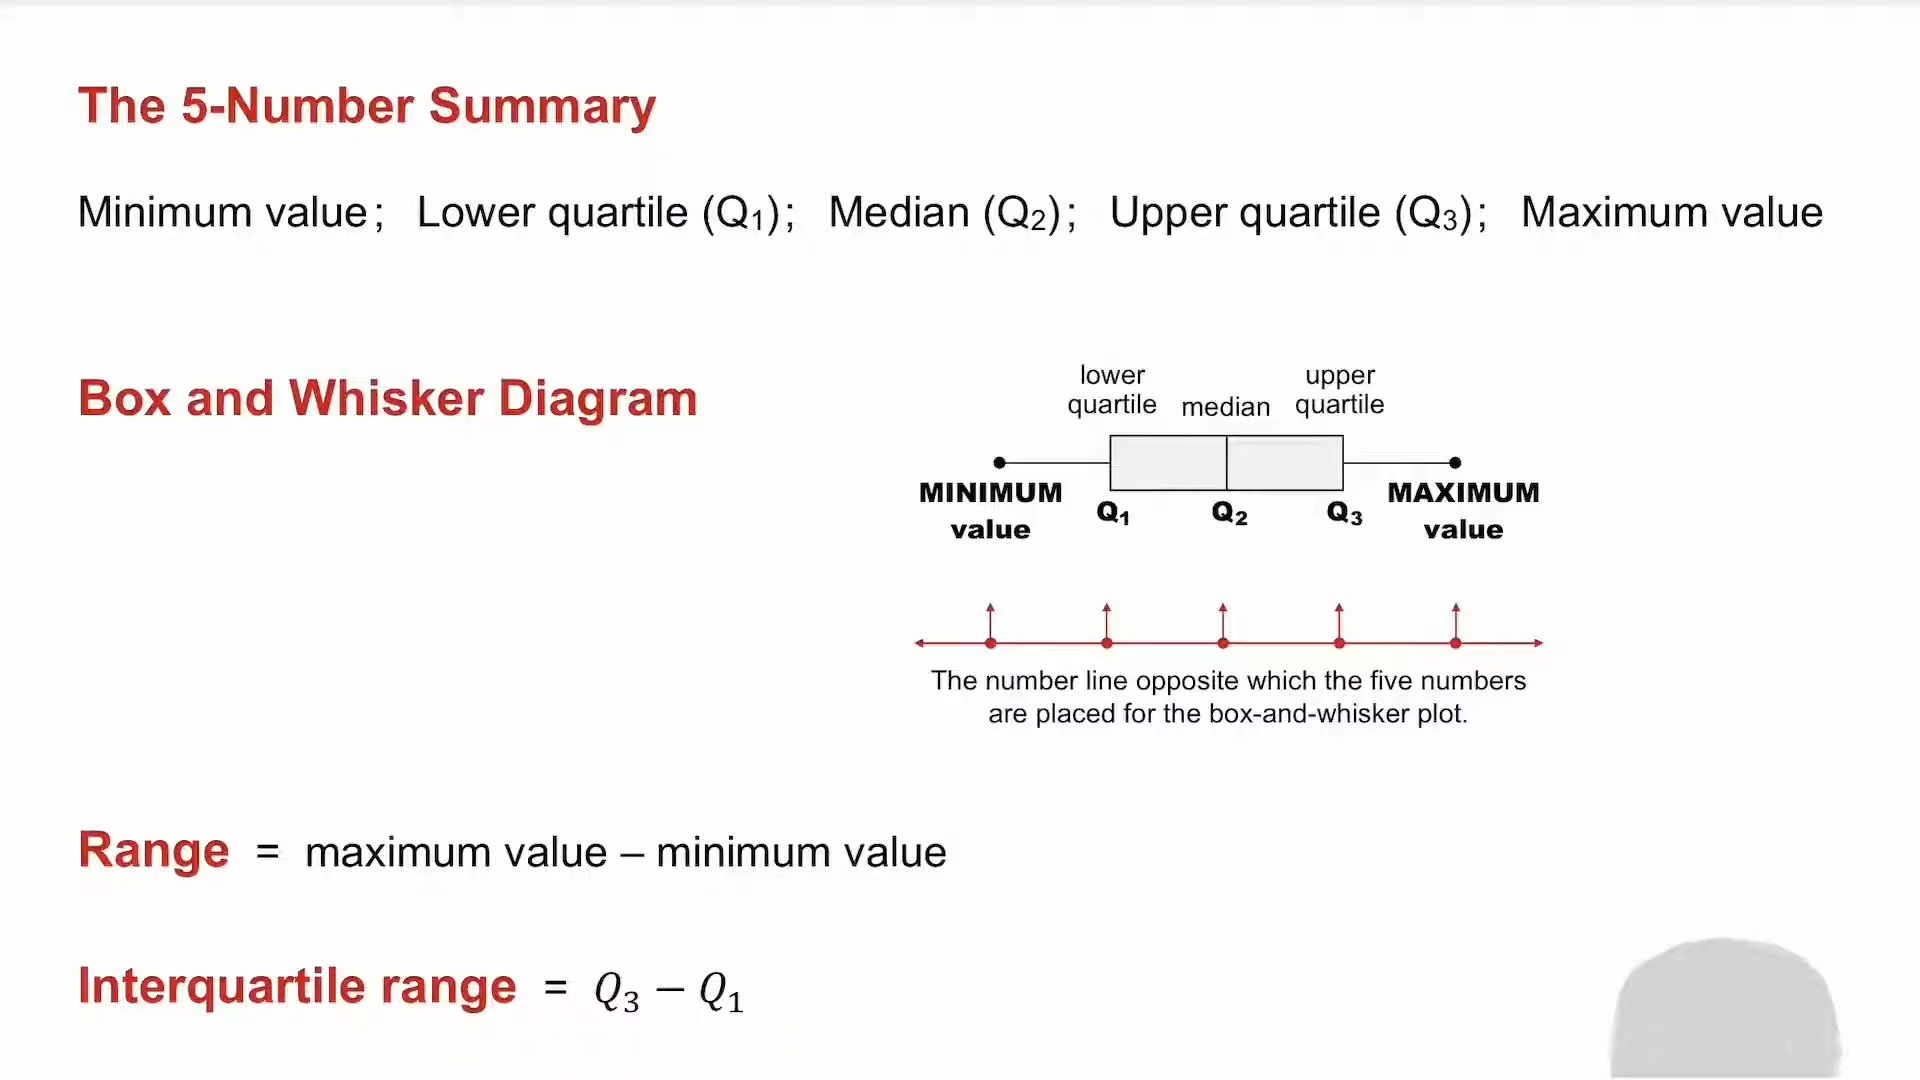 The 5-Number Summary
Minimum value; Lower quartile (Q₁); Median (Q₂); Upper quartile (Q₃); Maximum value
Box and Whisker Diagram
lower quartile
median
upper quartile
MINIMUM value
Q₁
Q₂
Q₃
MAXIMUM value
The number line opposite which the five numbers
are placed for the box-and-whisker plot.
Range = maximum value – minimum value
Interquartile range = Q₃ − Q₁